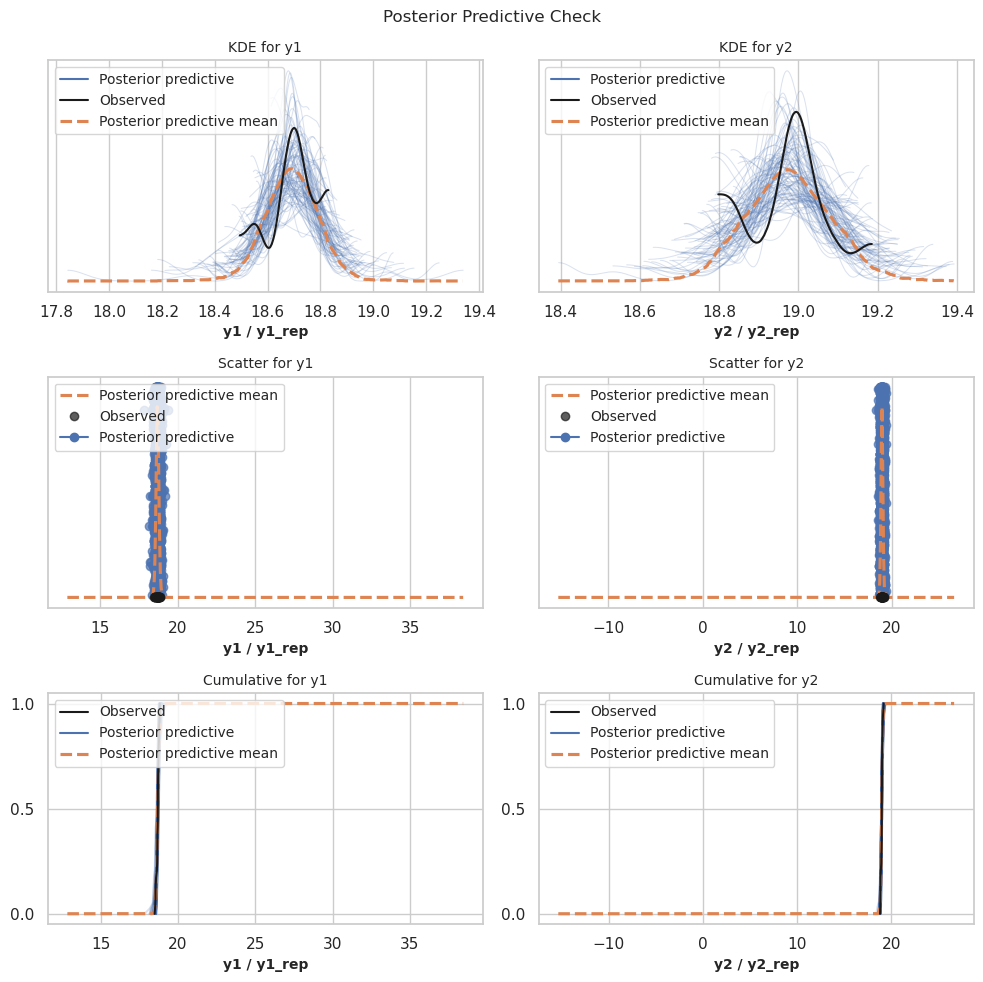 Posterior Predictive Check
KDE for y1
Posterior predictive
Observed
Posterior predictive mean
17.8 18.0 18.2 18.4 18.6 18.8 19.0 19.2 19.4
y1 / y1_rep
KDE for y2
Posterior predictive
Observed
Posterior predictive mean
18.4 18.6 18.8 19.0 19.2 19.4
y2 / y2_rep
Scatter for y1
Posterior predictive mean
Observed
Posterior predictive
15 20 25 30 35
y1 / y1_rep
Scatter for y2
Posterior predictive mean
Observed
Posterior predictive
−10 0 10 20
y2 / y2_rep
Cumulative for y1
1.0
0.5
0.0
Observed
Posterior predictive
Posterior predictive mean
15 20 25 30 35
y1 / y1_rep
Cumulative for y2
1.0
0.5
0.0
Observed
Posterior predictive
Posterior predictive mean
−10 0 10 20
y2 / y2_rep